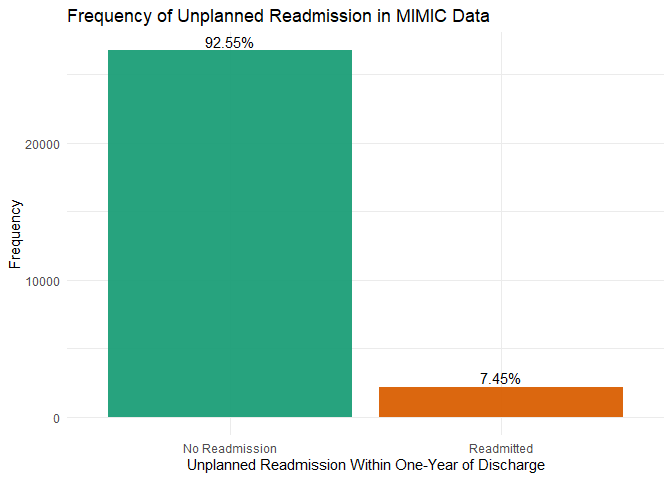 Frequency of Unplanned Readmission in MIMIC Data
92.55%
20000
Frequency
10000
7.45%
0
No Readmission
Readmitted
Unplanned Readmission Within One-Year of Discharge